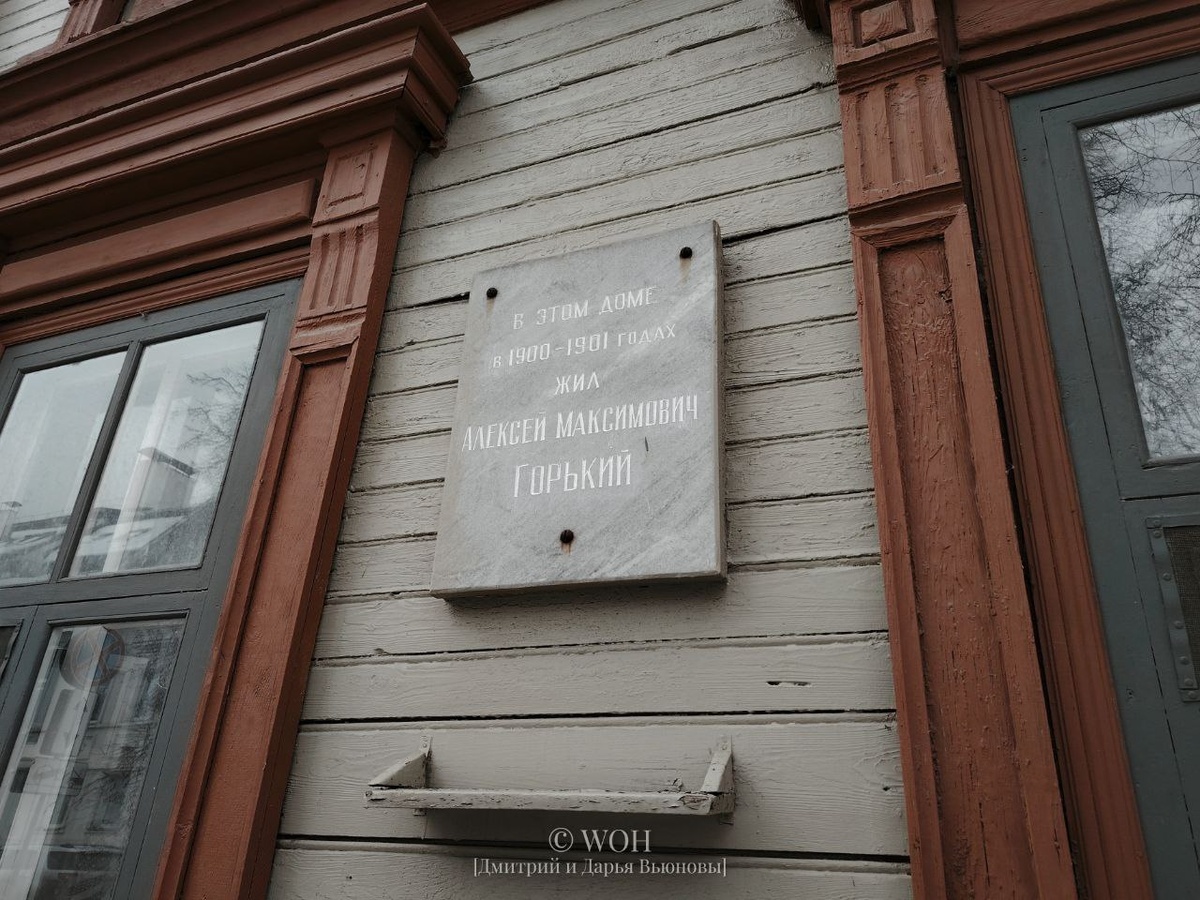 В ЭТОМ ДОМЕ
В 1900-1901 ГОДАХ
ЖИЛ
АЛЕКСЕЙ МАКСИМОВИЧ
ГОРЬКИЙ
© WOH
[Дмитрий и Дарья Вьюновы]